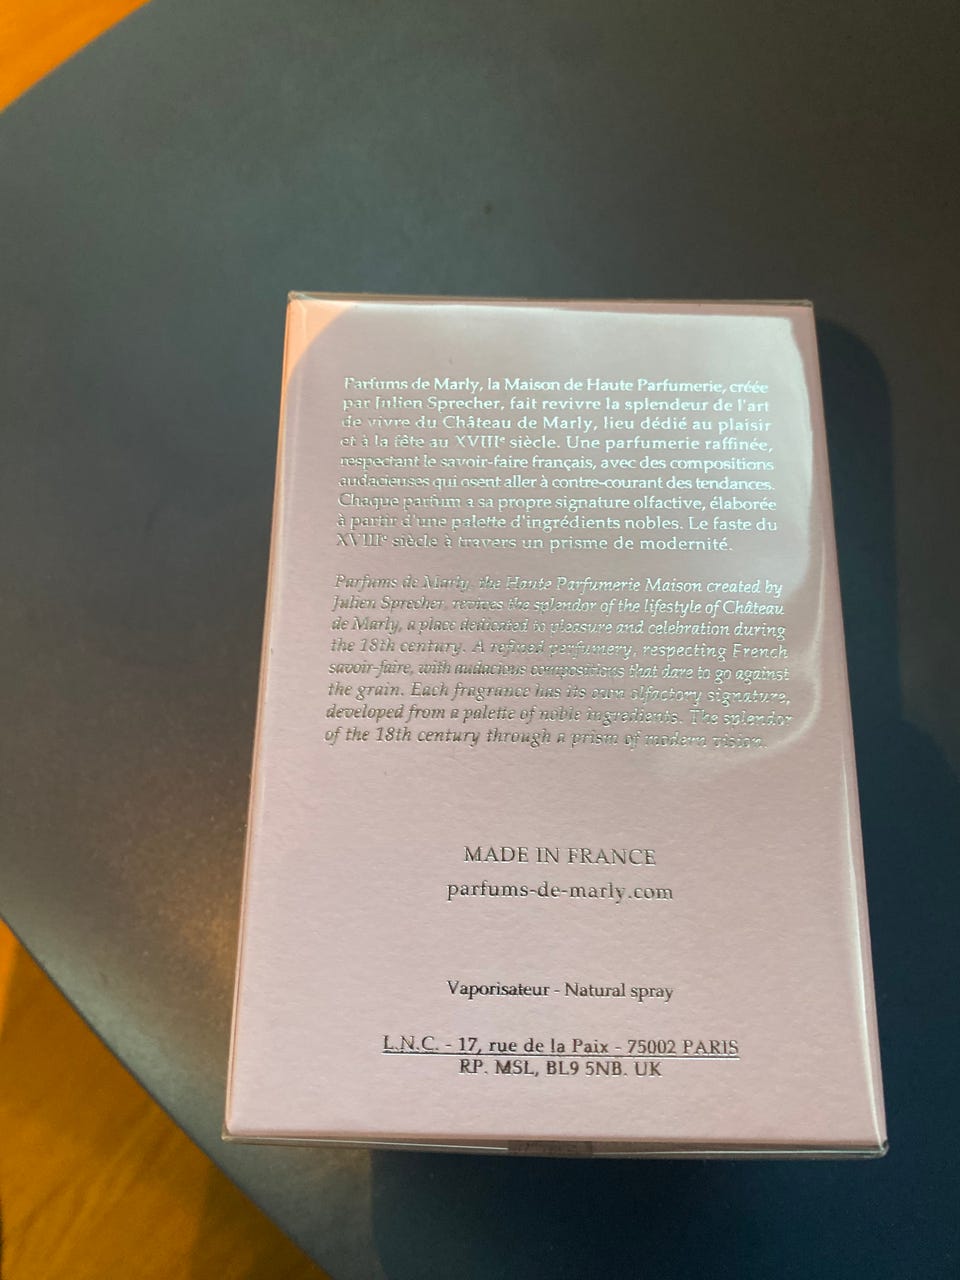 Parfums de Marly, la Maison de Haute Parfumerie, créée
par Julien Sprecher, fait revivre la splendeur de l'art
de vivre du Château de Marly, lieu dédié au plaisir
et à la fête au XVIIIe siècle. Une parfumerie raffinée,
respectant le savoir-faire français, avec des compositions
audacieuses qui osent aller à contre-courant des tendances.
Chaque parfum a sa propre signature olfactive, élaborée
à partir d'une palette d'ingrédients nobles. Le faste du
XVIIIe siècle à travers un prisme de modernité.
Parfums de Marly, the Haute Parfumerie Maison created by
Julien Sprecher, revives the splendor of the lifestyle of Château
de Marly, a place dedicated to pleasure and celebration during
the 18th century. A refined perfumery, respecting French
savoir-faire, with audacious compositions that dare to go against
the grain. Each fragrance has its own olfactory signature,
developed from a palette of noble ingredients. The splendor
of the 18th century through a prism of modern vision.
MADE IN FRANCE
parfums-de-marly.com
Vaporisateur - Natural spray
L.N.C. - 17, rue de la Paix - 75002 PARIS
RP. MSL, BL9 5NB. UK